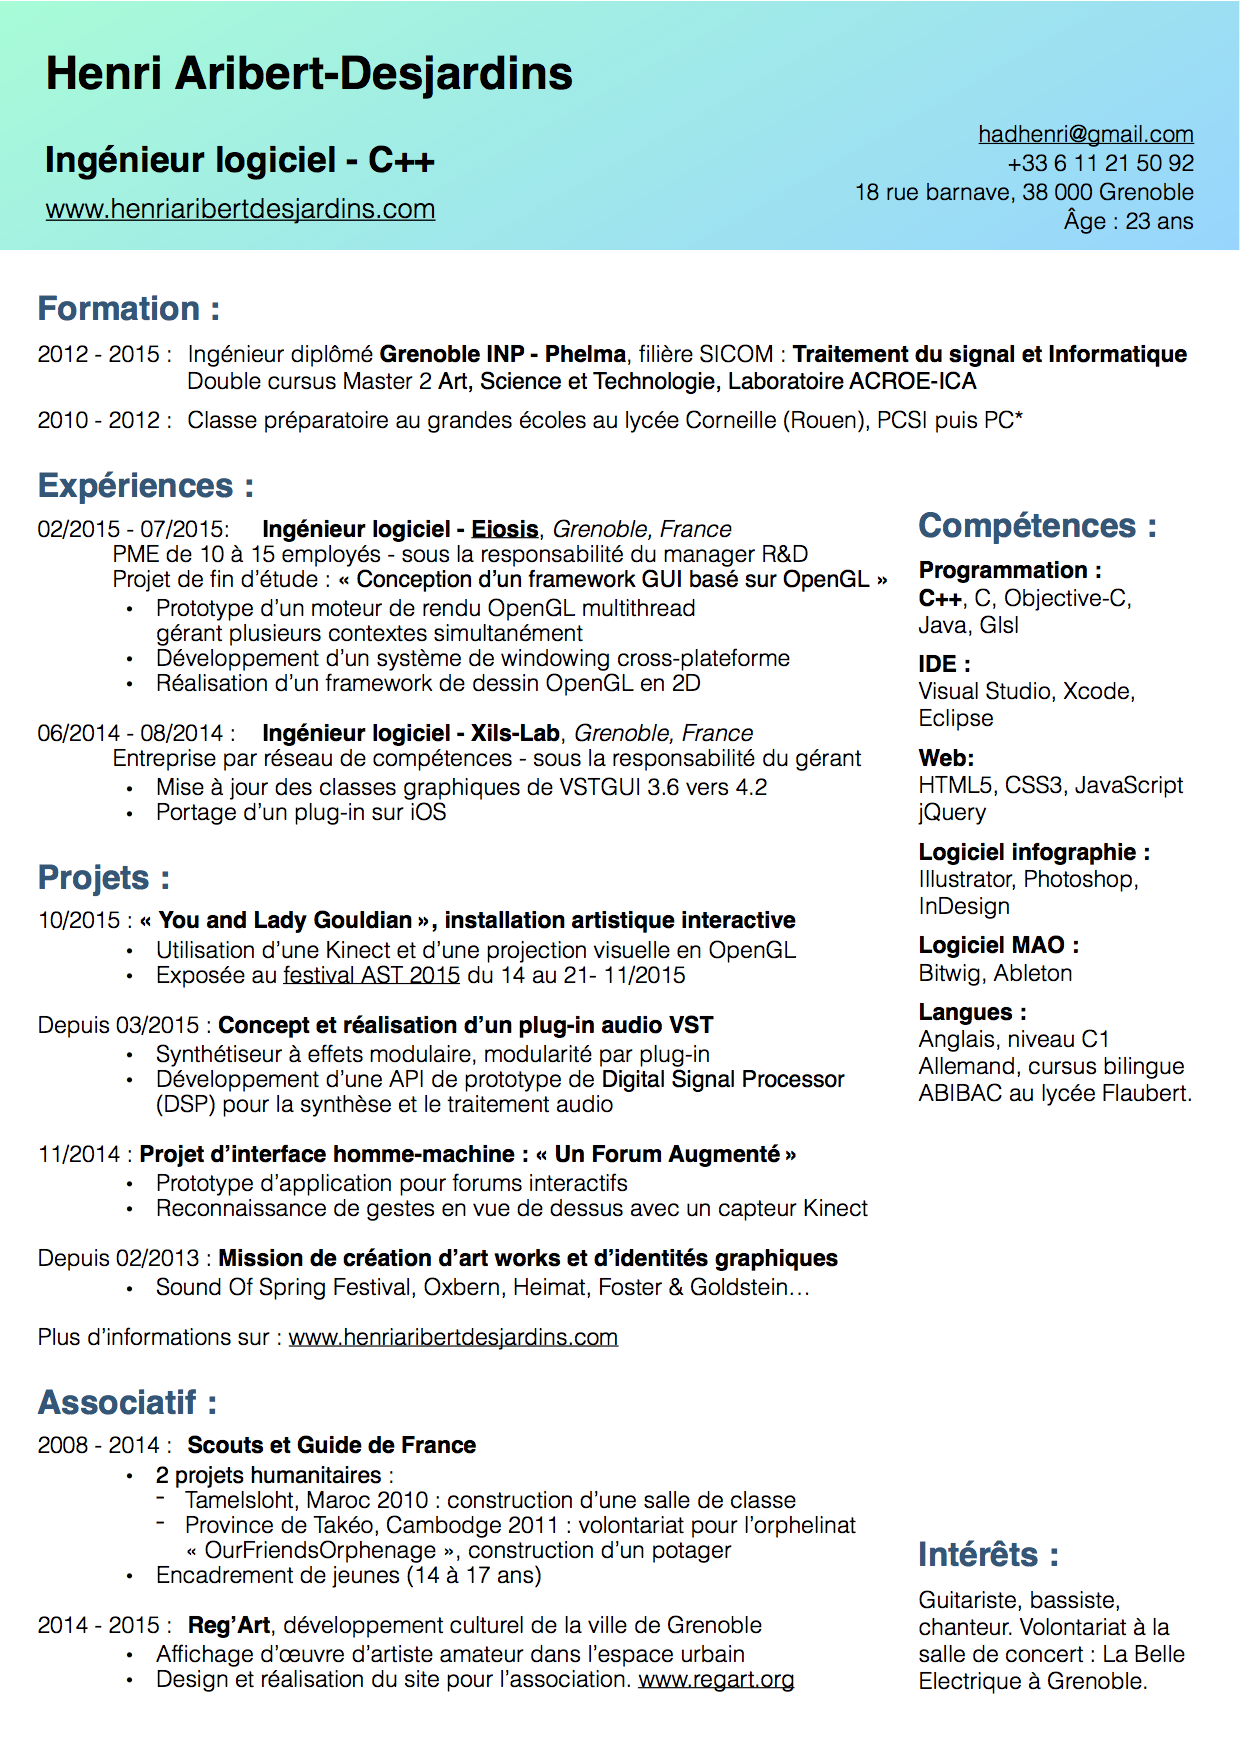 Henri Aribert-Desjardins
Ingénieur logiciel - C++
www.henriaribertdesjardins.com
hadhenri@gmail.com
+33 6 11 21 50 92
18 rue barnave, 38 000 Grenoble
Âge : 23 ans
Formation :
2012 - 2015 : Ingénieur diplômé Grenoble INP - Phelma, filière SICOM : Traitement du signal et Informatique
Double cursus Master 2 Art, Science et Technologie, Laboratoire ACROE-ICA
2010 - 2012 : Classe préparatoire au grandes écoles au lycée Corneille (Rouen), PCSI puis PC*
Expériences :
02/2015 - 07/2015: Ingénieur logiciel - Eiosis, Grenoble, France
PME de 10 à 15 employés - sous la responsabilité du manager R&D
Projet de fin d’étude : « Conception d’un framework GUI basé sur OpenGL »
• Prototype d’un moteur de rendu OpenGL multithread
gérant plusieurs contextes simultanément
• Développement d’un système de windowing cross-plateforme
• Réalisation d’un framework de dessin OpenGL en 2D
06/2014 - 08/2014 : Ingénieur logiciel - Xils-Lab, Grenoble, France
Entreprise par réseau de compétences - sous la responsabilité du gérant
• Mise à jour des classes graphiques de VSTGUI 3.6 vers 4.2
• Portage d’un plug-in sur iOS
Projets :
10/2015 : « You and Lady Gouldian », installation artistique interactive
• Utilisation d’une Kinect et d’une projection visuelle en OpenGL
• Exposée au festival AST 2015 du 14 au 21- 11/2015
Depuis 03/2015 : Concept et réalisation d’un plug-in audio VST
• Synthétiseur à effets modulaire, modularité par plug-in
• Développement d’une API de prototype de Digital Signal Processor
(DSP) pour la synthèse et le traitement audio
11/2014 : Projet d’interface homme-machine : « Un Forum Augmenté »
• Prototype d’application pour forums interactifs
• Reconnaissance de gestes en vue de dessus avec un capteur Kinect
Depuis 02/2013 : Mission de création d’art works et d’identités graphiques
• Sound Of Spring Festival, Oxbern, Heimat, Foster & Goldstein…
Plus d’informations sur : www.henriaribertdesjardins.com
Associatif :
2008 - 2014 : Scouts et Guide de France
• 2 projets humanitaires :
- Tamelsloht, Maroc 2010 : construction d’une salle de classe
- Province de Takéo, Cambodge 2011 : volontariat pour l’orphelinat
« OurFriendsOrphenage », construction d’un potager
• Encadrement de jeunes (14 à 17 ans)
2014 - 2015 : Reg’Art, développement culturel de la ville de Grenoble
• Affichage d’œuvre d’artiste amateur dans l’espace urbain
• Design et réalisation du site pour l’association. www.regart.org
Compétences :
Programmation :
C++, C, Objective-C,
Java, Glsl
IDE :
Visual Studio, Xcode,
Eclipse
Web:
HTML5, CSS3, JavaScript
jQuery
Logiciel infographie :
Illustrator, Photoshop,
InDesign
Logiciel MAO :
Bitwig, Ableton
Langues :
Anglais, niveau C1
Allemand, cursus bilingue
ABIBAC au lycée Flaubert.
Intérêts :
Guitariste, bassiste,
chanteur. Volontariat à la
salle de concert : La Belle
Electrique à Grenoble.